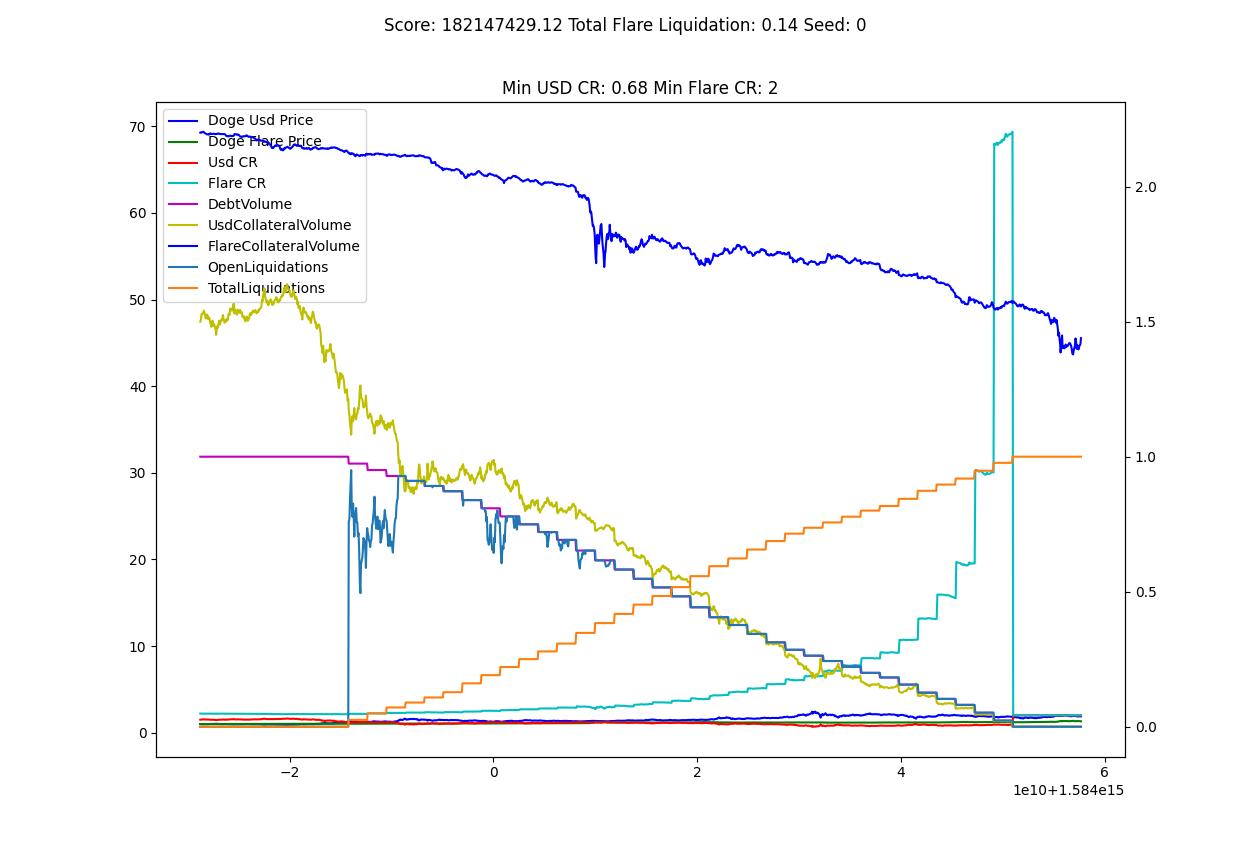 Score: 182147429.12 Total Flare Liquidation: 0.14 Seed: 0
Min USD CR: 0.68 Min Flare CR: 2
Doge Usd Price
Doge Flare Price
Usd CR
Flare CR
DebtVolume
UsdCollateralVolume
FlareCollateralVolume
OpenLiquidations
TotalLiquidations
70
60
50
40
30
20
10
0
2.0
1.5
1.0
0.5
0.0
−2
0
2
4
6
1e10+1.584e15